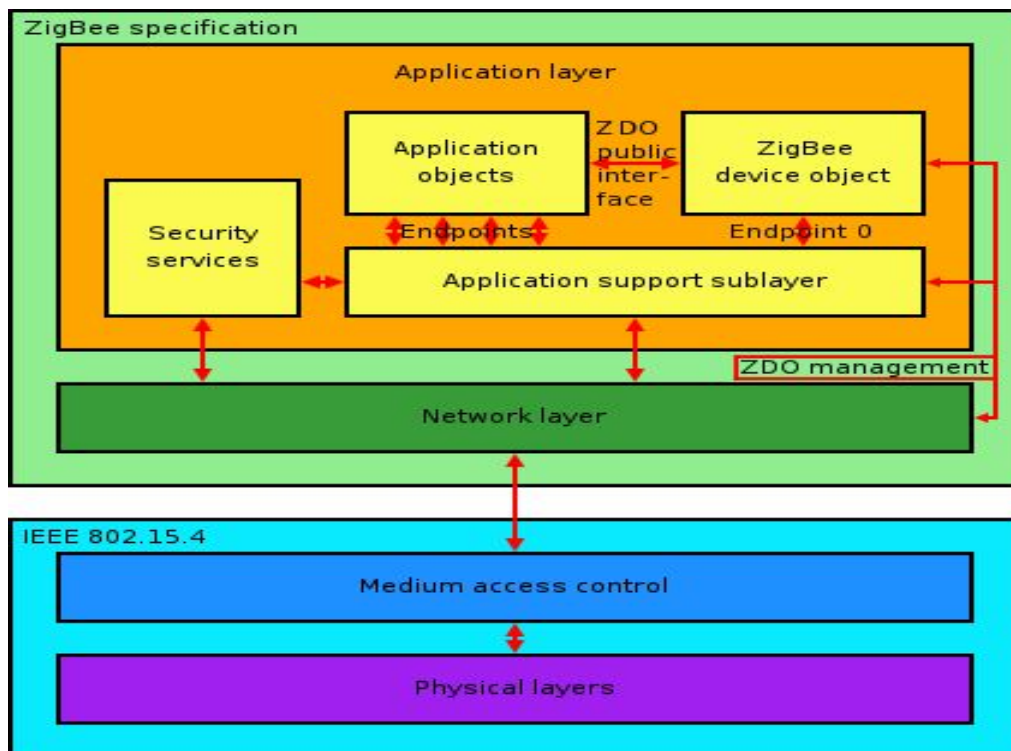 ZigBee specification
Application layer
Application
objects
ZDO
public
inter-
face
ZigBee
device object
Security
services
Endpoints
Endpoint 0
Application support sublayer
ZDO management
Network layer
IEEE 802.15.4
Medium access control
Physical layers